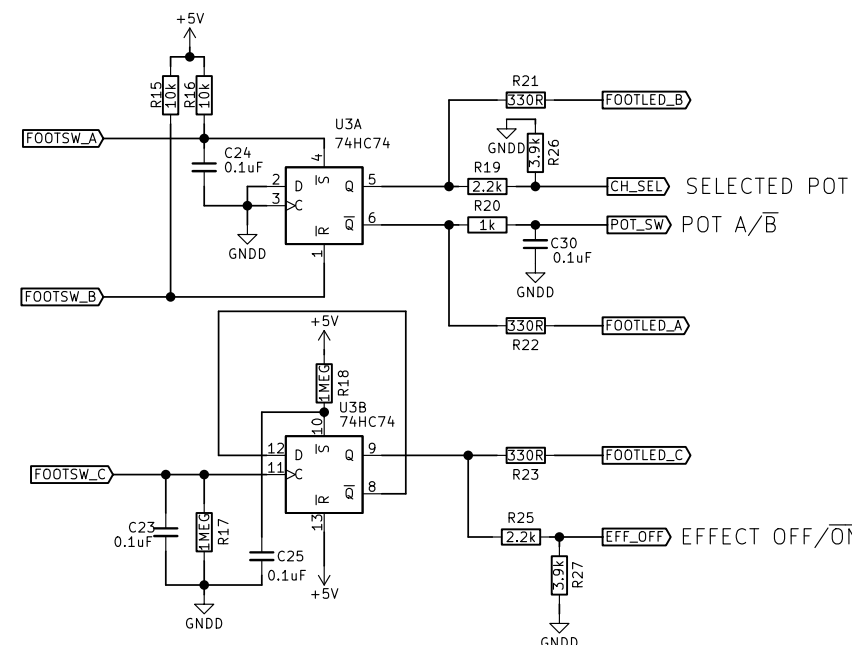 +5V
R15
10k
R16
10k
FOOTSW_A
C24
0.1uF
U3A
74HC74
4
S
2
D
3
C
Q
5
Q
6
R
1
GNDD
R21
330R
FOOTLED_B
GNDD
3.9k
R26
R19
2.2k
CH_SEL
SELECTED POT
R20
1k
POT_SW
POT A/B
C30
0.1uF
GNDD
FOOTSW_B
330R
R22
FOOTLED_A
+5V
1MEG
R18
U3B
74HC74
10
S
12
D
11
C
Q
9
Q
8
R
13
+5V
FOOTSW_C
C23
0.1uF
1MEG
R17
C25
0.1uF
GNDD
330R
R23
FOOTLED_C
R25
2.2k
EFF_OFF
EFFECT OFF/ON
3.9k
R27
GNDD